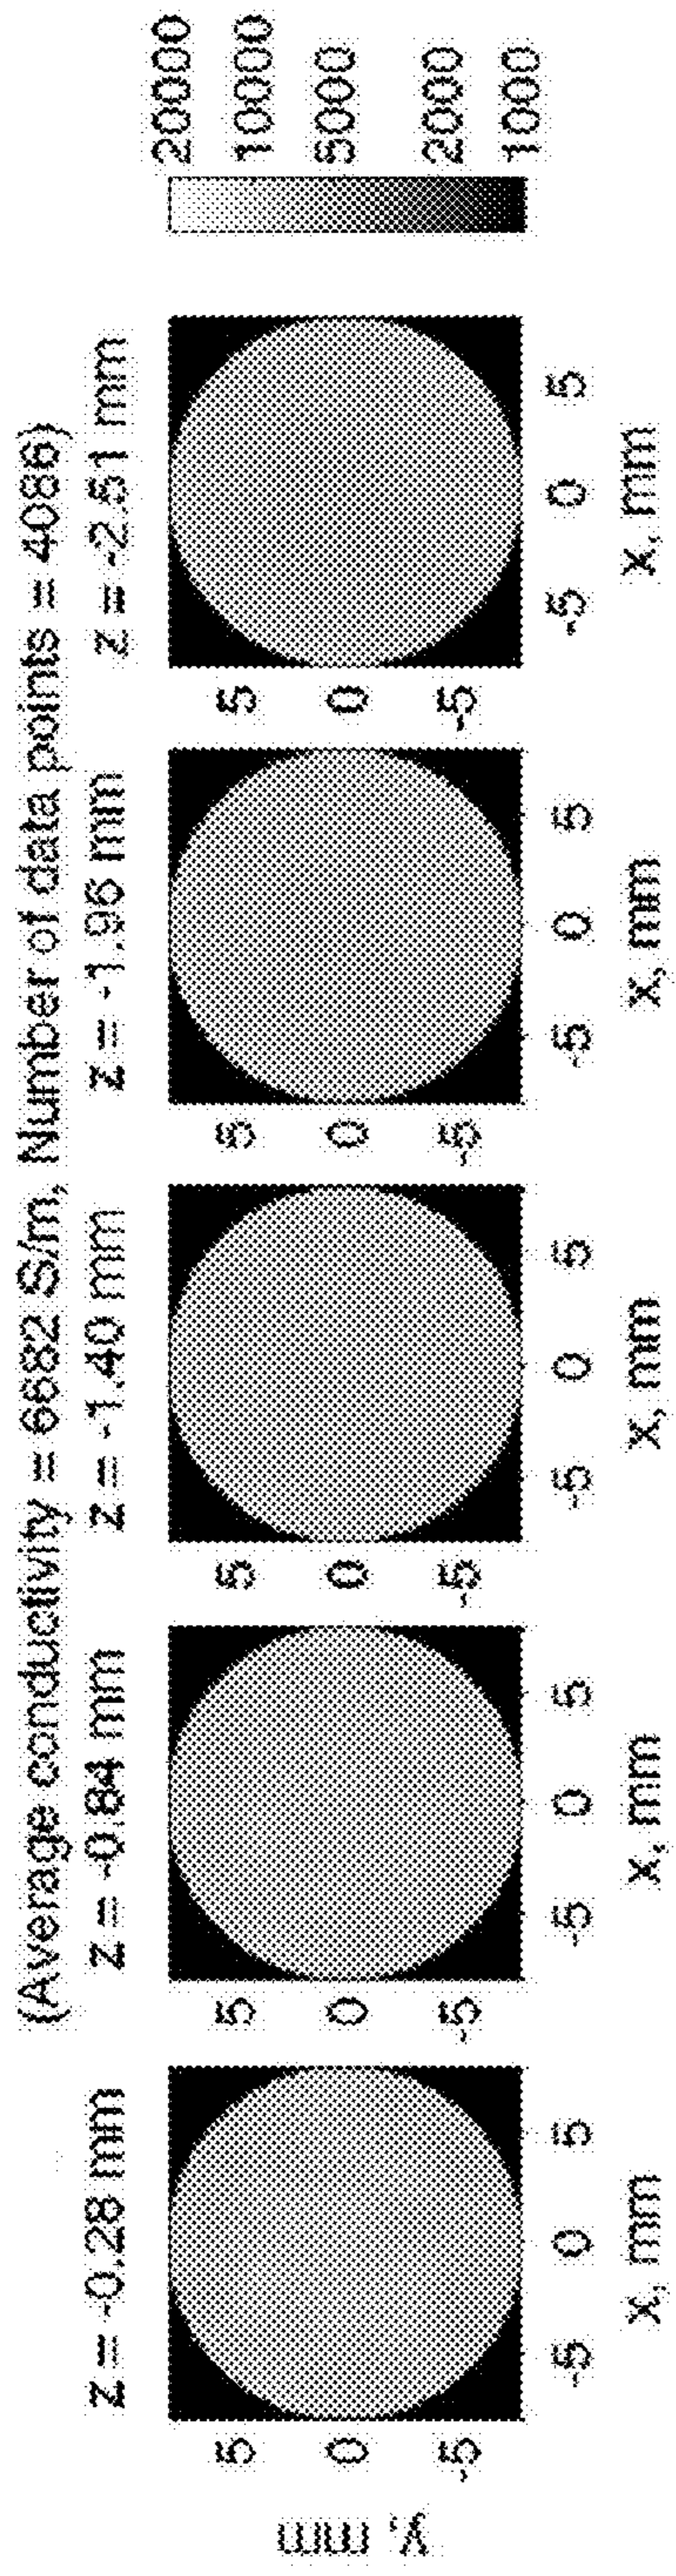 (Average conductivity = 6682 S/m, Number of data points = 4086)
z = -0.28 mm z = -0.84 mm z = -1.40 mm z = -1.96 mm z = -2.51 mm
20000
10000
5000
2000
1000
y, mm
5 0 -5
5 0 -5
5 0 -5
5 0 -5
5 0 -5
-5 0 5 -5 0 5 -5 0 5 -5 0 5 -5 0 5
x, mm x, mm x, mm x, mm x, mm